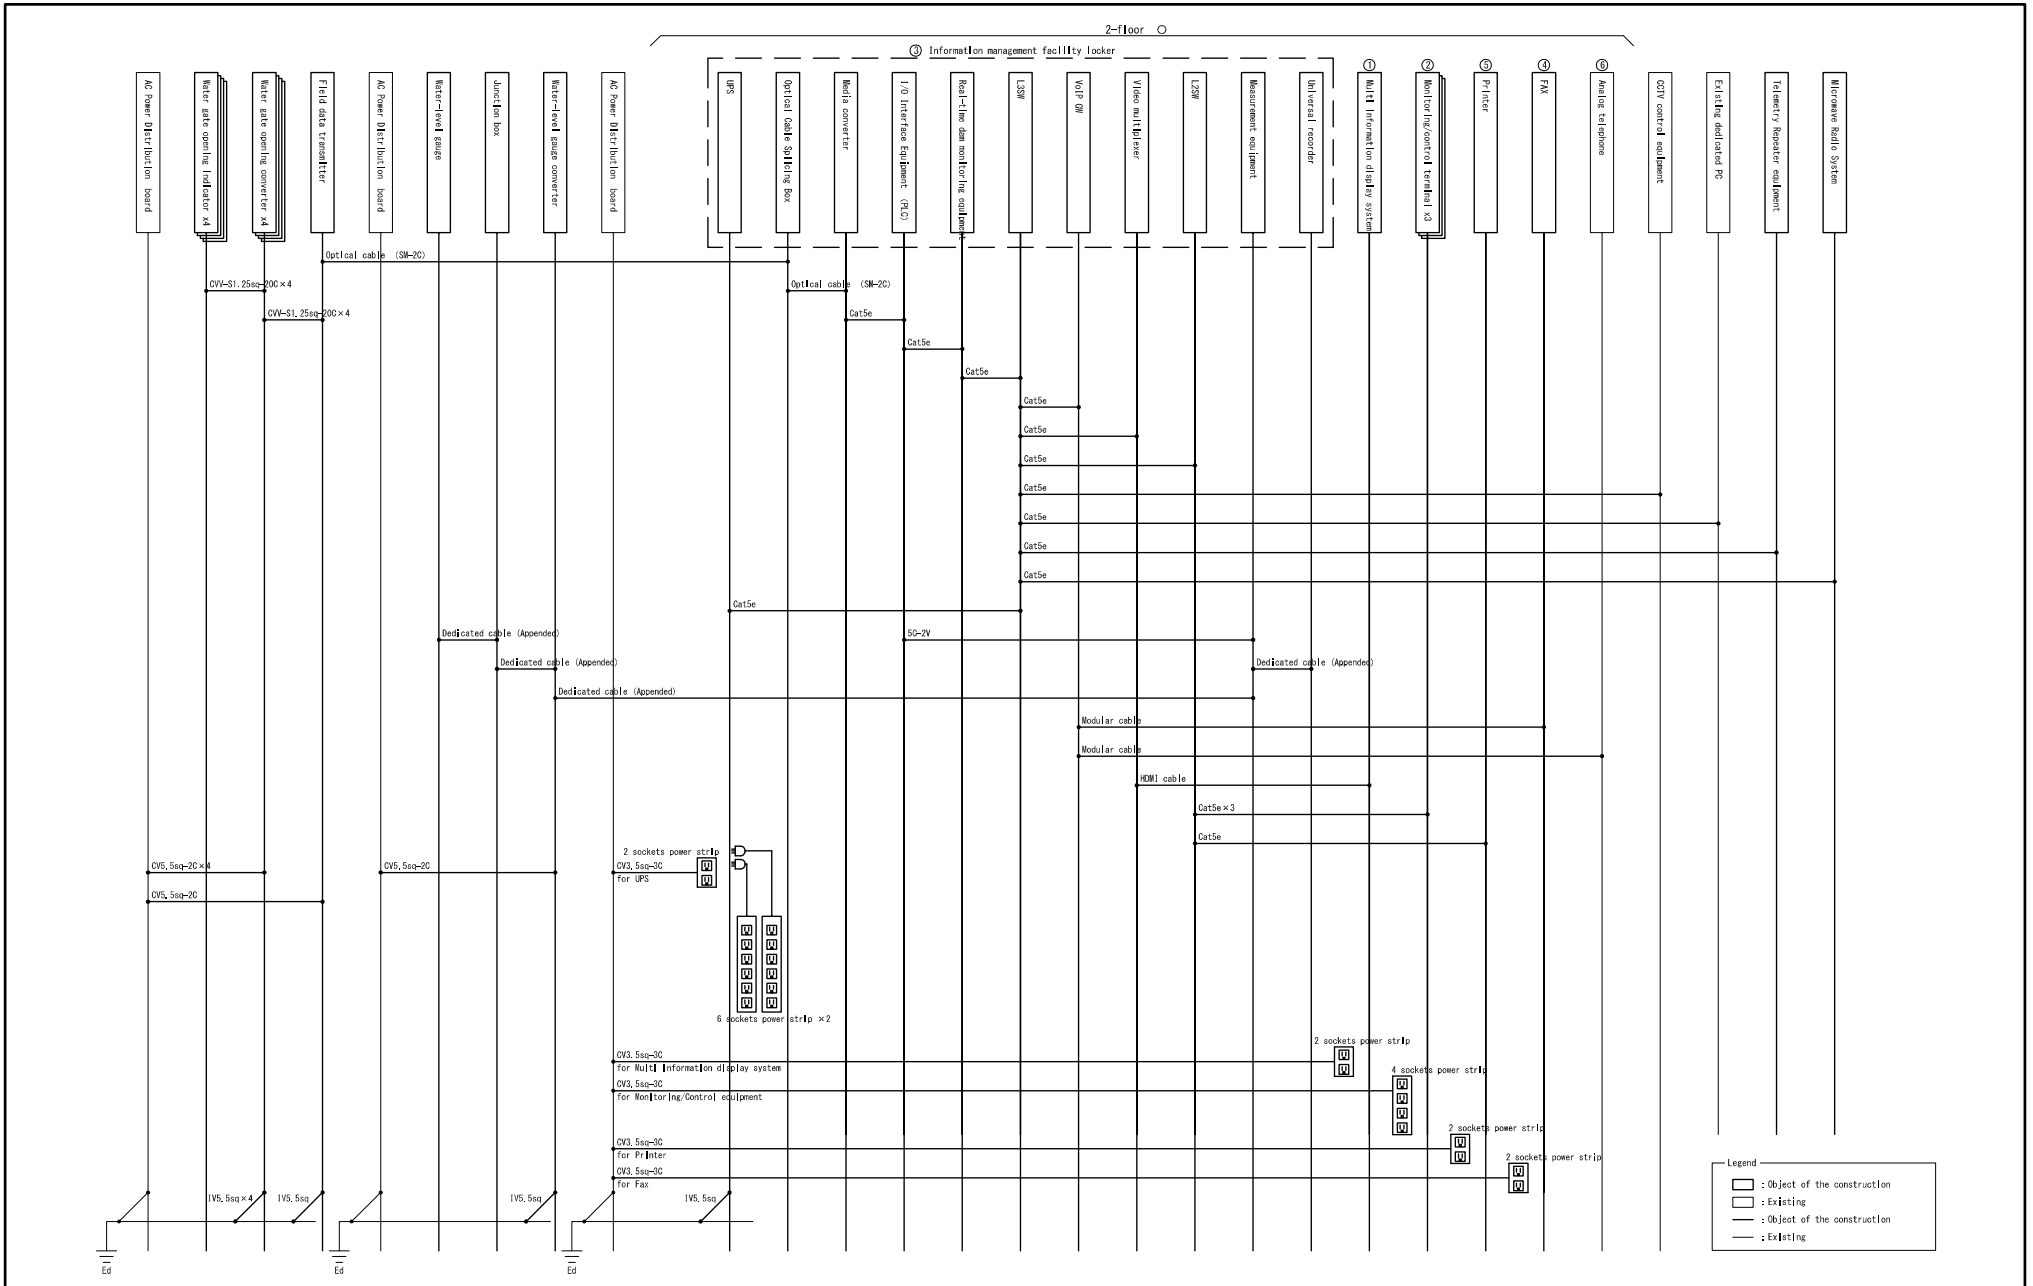 2-floor ○
③ Information management facility locker
AC Power Distribution board
Water gate opening indicator x4
Water gate opening converter x4
Field data transmitter
AC Power Distribution board
Water-level gauge
Junction box
Water-level gauge converter
AC Power Distribution board
UPS
Optical Cable Splicing Box
Media converter
I/O Interface Equipment (PLC)
Real-time dam monitoring equipment
L3SW
VoIP GW
Video multiplexer
L2SW
Measurement equipment
Universal recorder
① Multi information display system
② Monitoring/control terminal x3
⑤ Printer
④ FAX
⑥ Analog telephone
CCTV control equipment
Existing dedicated PC
Telemetry Repeater equipment
Microwave Radio System
Optical cable (SM-2C)
CVV-S1.25sq-20C×4
Optical cable (SM-2C)
CVV-S1.25sq-20C×4
Cat5e
Cat5e
Cat5e
Cat5e
Cat5e
Cat5e
Cat5e
Cat5e
Cat5e
Cat5e
Cat5e
Dedicated cable (Appended)
5C-2V
Dedicated cable (Appended)
Dedicated cable (Appended)
Dedicated cable (Appended)
Modular cable
Modular cable
HDMI cable
Cat5e×3
Cat5e
2 sockets power strip
CV5.5sq-2C×4
CV5.5sq-2C
CV3.5sq-3C
for UPS
CV5.5sq-2C
6 sockets power strip ×2
2 sockets power strip
CV3.5sq-3C
for Multi information display system
4 sockets power strip
CV3.5sq-3C
for Monitoring/Control equipment
2 sockets power strip
CV3.5sq-3C
for Printer
2 sockets power strip
CV3.5sq-3C
for Fax
IV5.5sq×4
IV5.5sq
IV5.5sq
IV5.5sq
Ed
Ed
Ed
Legend
: Object of the construction
: Existing
: Object of the construction
: Existing